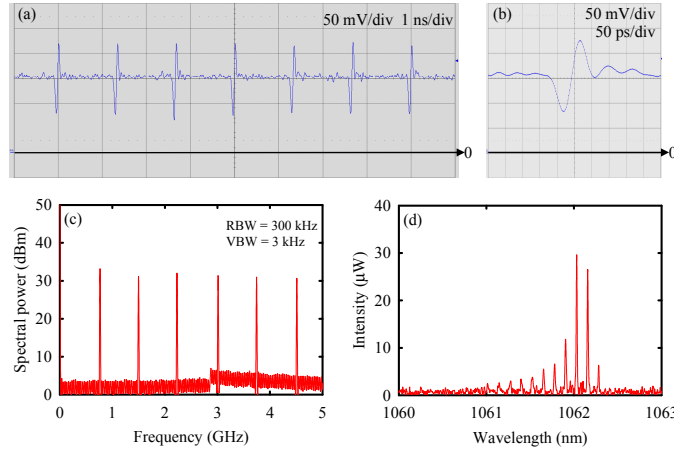 (a) 50 mV/div 1 ns/div
0
(b) 50 mV/div
50 ps/div
0
(c)
RBW = 300 kHz
VBW = 3 kHz
50
40
30
20
10
0
0 1 2 3 4 5
Frequency (GHz)
Spectral power (dBm)
(d)
40
30
20
10
0
1060 1061 1062 1063
Wavelength (nm)
Intensity (μW)